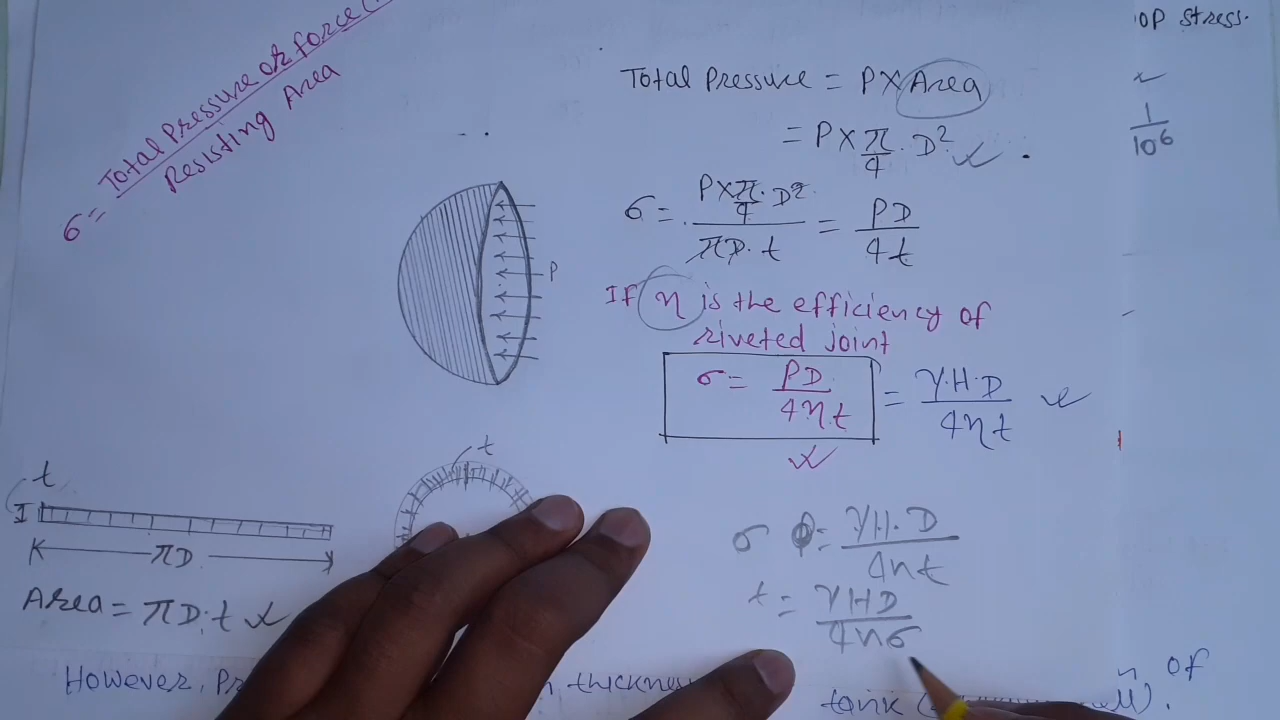 OP stress.
σ = Total Pressure or force
Resisting Area
1
10⁶
Total Pressure = P × Area
= P × π/4 . D²
σ = P × π/4 . D² / πD . t = PD / 4t
P
If η is the efficiency of
riveted joint
σ = PD / 4ηt = γ.H.D / 4ηt
t
t
I
πD
Area = πD.t
σ = γH.D / 4ηt
t = γHD / 4ησ
However, thickness of
tank